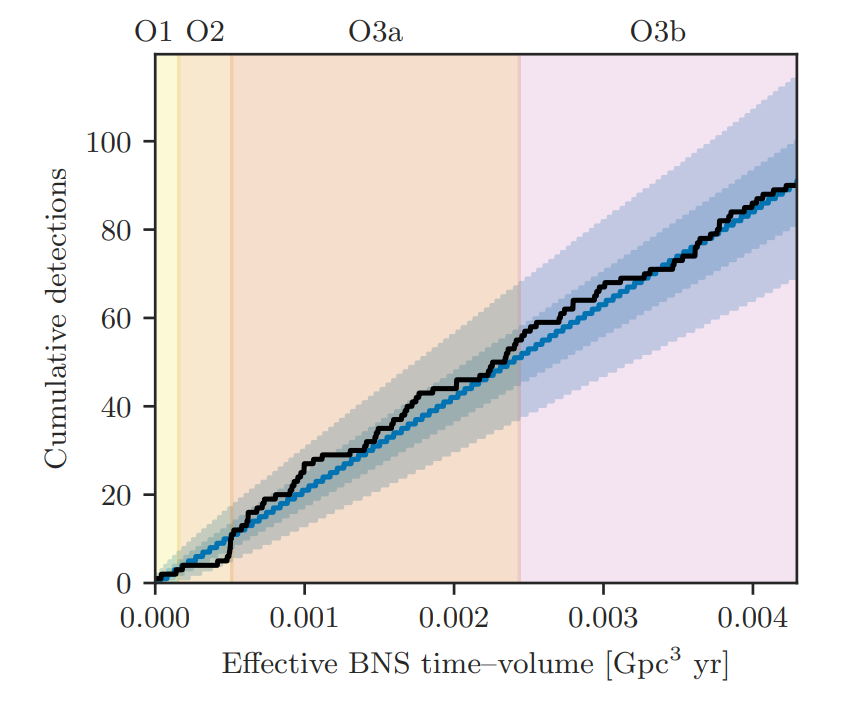 O1 O2 O3a O3b
100
80
60
40
20
0
0.000 0.001 0.002 0.003 0.004
Cumulative detections
Effective BNS time–volume [Gpc³ yr]